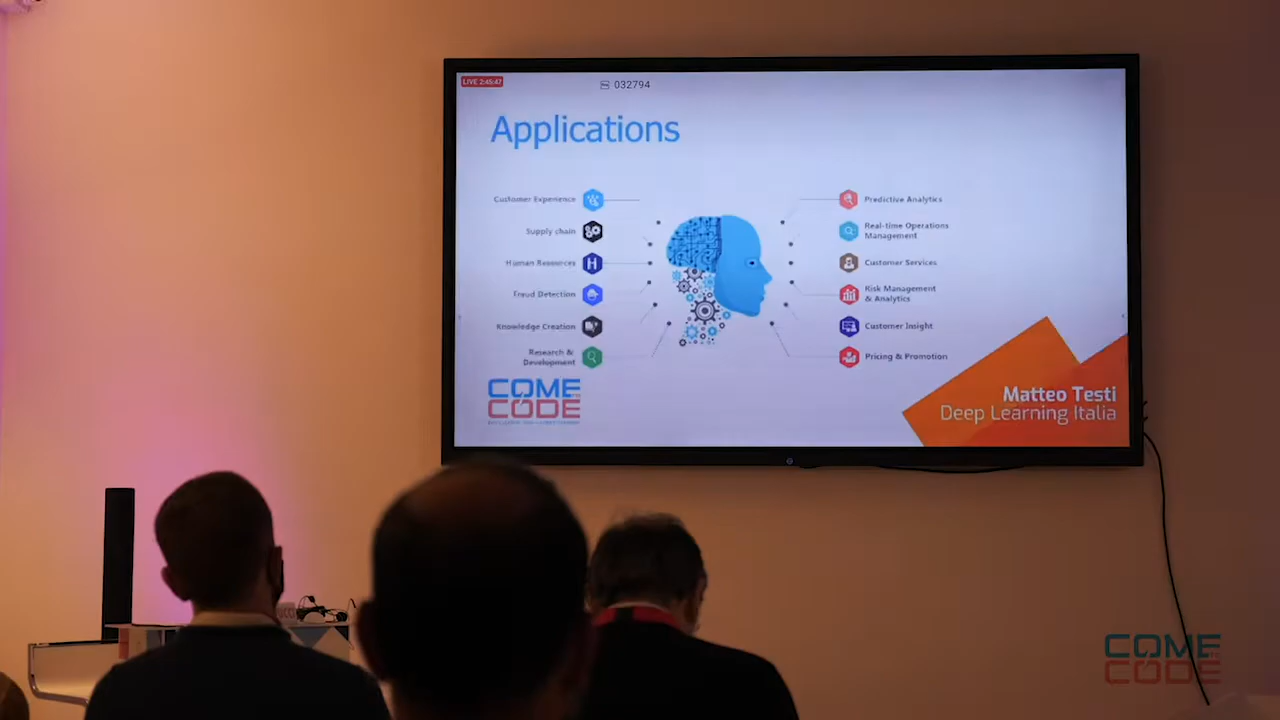 LIVE 2:45:47
032794
Applications
Customer Experience
Supply chain
Human Resources
Fraud Detection
Knowledge Creation
Research &
Development
Predictive Analytics
Real-time Operations
Management
Customer Services
Risk Management
& Analytics
Customer Insight
Pricing & Promotion
COME
CODE
Matteo Testi
Deep Learning Italia
COME
TO
CODE